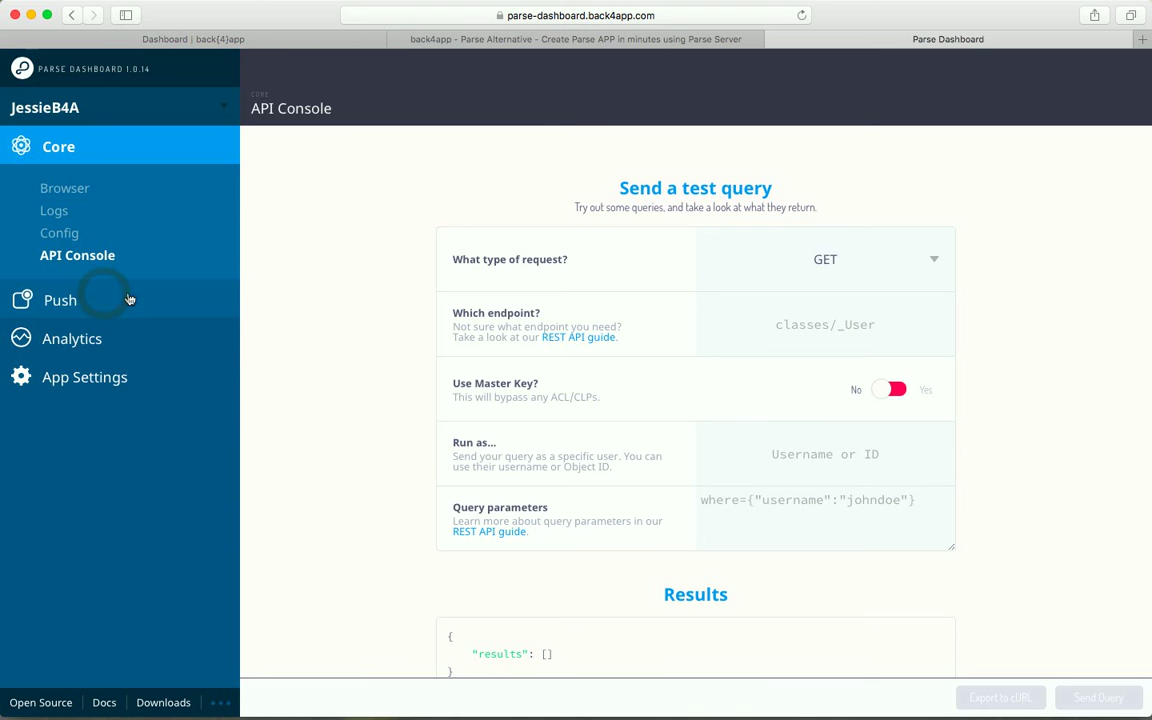 parse-dashboard.back4app.com
Dashboard | back{4}app
back4app - Parse Alternative - Create Parse APP in minutes using Parse Server
Parse Dashboard
PARSE DASHBOARD 1.0.14
JessieB4A
Core
Browser
Logs
Config
API Console
Push
Analytics
App Settings
Open Source
Docs
Downloads
CORE
API Console
Send a test query
Try out some queries, and take a look at what they return.
What type of request?
GET
Which endpoint?
Not sure what endpoint you need?
Take a look at our REST API guide.
classes/_User
Use Master Key?
This will bypass any ACL/CLPs.
No
Yes
Run as...
Send your query as a specific user. You can
use their username or Object ID.
Username or ID
Query parameters
Learn more about query parameters in our
REST API guide.
where={"username":"johndoe"}
Results
{
"results": []
}
Export to cURL
Send Query